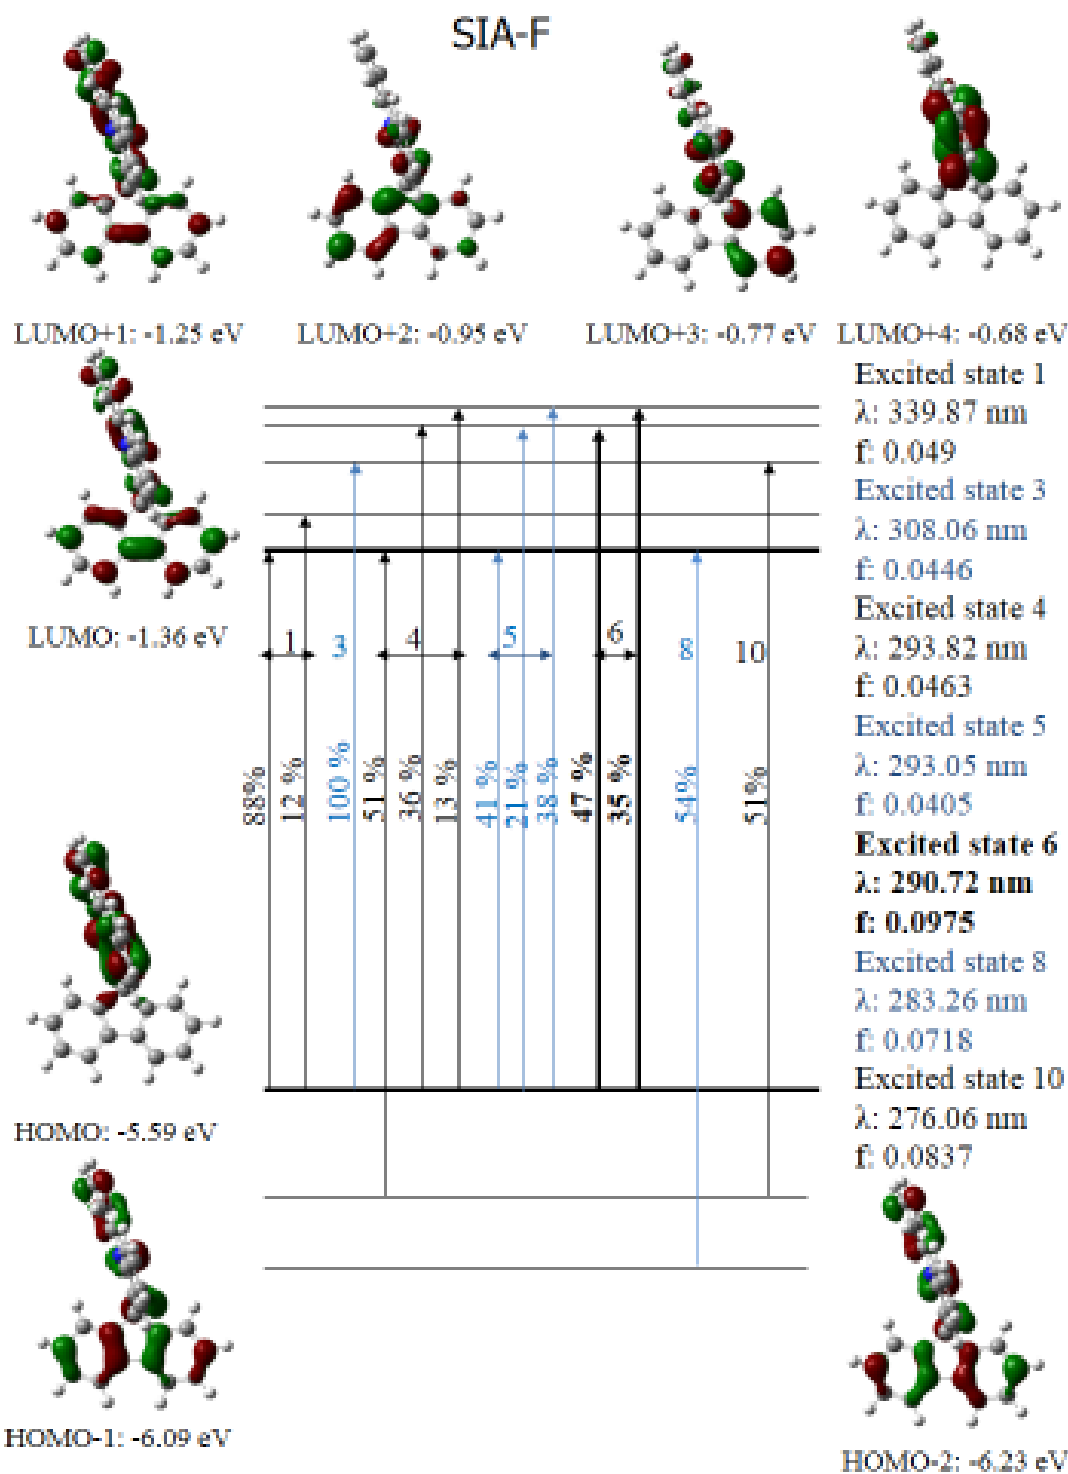 SIA-F
LUMO+1: -1.25 eV
LUMO+2: -0.95 eV
LUMO+3: -0.77 eV
LUMO+4: -0.68 eV
Excited state 1
λ: 339.87 nm
f: 0.049
Excited state 3
λ: 308.06 nm
f: 0.0446
Excited state 4
λ: 293.82 nm
f: 0.0463
Excited state 5
λ: 293.05 nm
f: 0.0405
Excited state 6
λ: 290.72 nm
f: 0.0975
Excited state 8
λ: 283.26 nm
f: 0.0718
Excited state 10
λ: 276.06 nm
f: 0.0837
LUMO: -1.36 eV
1 3 4 5 6 8 10
88% 12 % 100 % 51 % 36 % 13 % 41 % 21 % 38 % 47 % 35 % 54% 51%
HOMO: -5.59 eV
HOMO-1: -6.09 eV
HOMO-2: -6.23 eV